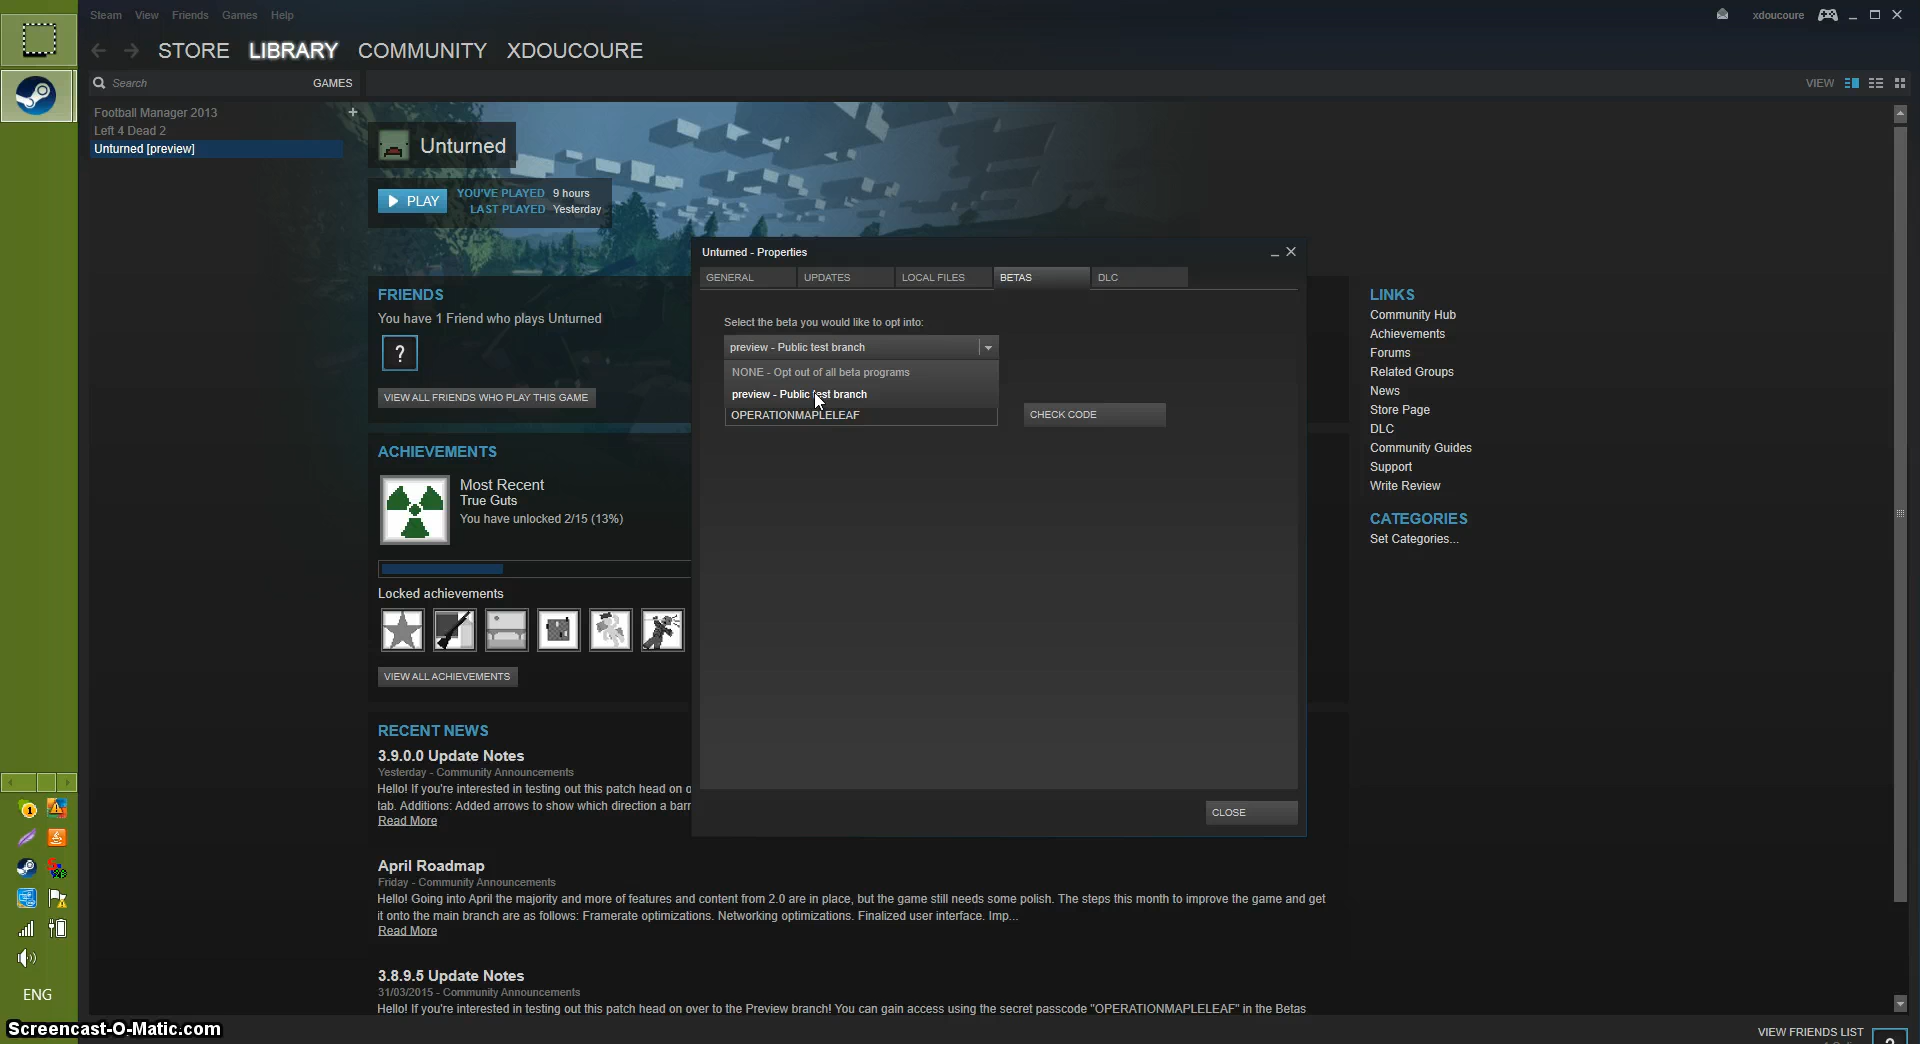 Steam View Friends Games Help
xdoucoure
STORE LIBRARY COMMUNITY XDOUCOURE
Search GAMES
VIEW
Football Manager 2013
Left 4 Dead 2
Unturned [preview]
Unturned
PLAY
YOU'VE PLAYED 9 hours
LAST PLAYED Yesterday
FRIENDS
You have 1 Friend who plays Unturned
?
VIEW ALL FRIENDS WHO PLAY THIS GAME
ACHIEVEMENTS
Most Recent
True Guts
You have unlocked 2/15 (13%)
Locked achievements
VIEW ALL ACHIEVEMENTS
RECENT NEWS
3.9.0.0 Update Notes
Yesterday - Community Announcements
Hello! If you're interested in testing out this patch head on
tab. Additions: Added arrows to show which direction a
Read More
April Roadmap
Friday - Community Announcements
Hello! Going into April the majority and more of features and content from 2.0 are in place, but the game still needs some polish. The steps this month to improve the game and get
it onto the main branch are as follows: Framerate optimizations. Networking optimizations. Finalized user interface. Imp...
Read More
3.8.9.5 Update Notes
31/03/2015 - Community Announcements
Hello! If you're interested in testing out this patch head on over to the Preview branch! You can gain access using the secret passcode "OPERATIONMAPLELEAF" in the Betas
Unturned - Properties
GENERAL UPDATES LOCAL FILES BETAS DLC
Select the beta you would like to opt into:
preview - Public test branch
NONE - Opt out of all beta programs
preview - Public test branch
OPERATIONMAPLELEAF
CHECK CODE
CLOSE
LINKS
Community Hub
Achievements
Forums
Related Groups
News
Store Page
DLC
Community Guides
Support
Write Review
CATEGORIES
Set Categories...
1
ENG
Screencast-O-Matic.com
VIEW FRIENDS LIST
?